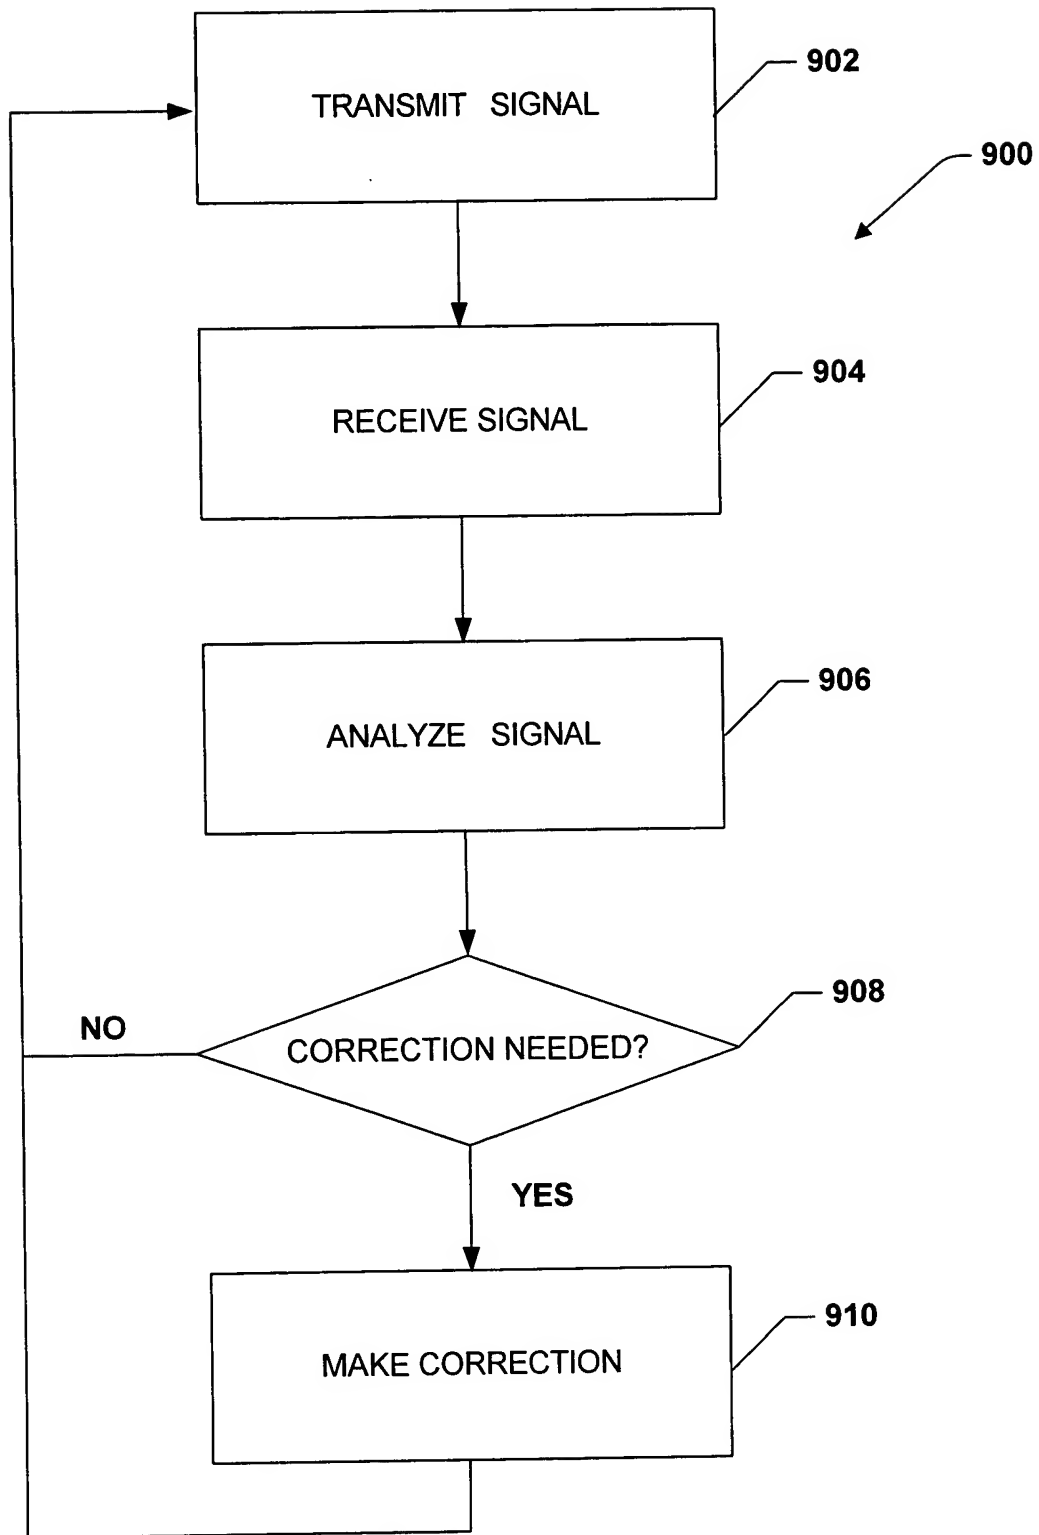 902
TRANSMIT SIGNAL
900
904
RECEIVE SIGNAL
906
ANALYZE SIGNAL
908
NO
CORRECTION NEEDED?
YES
910
MAKE CORRECTION